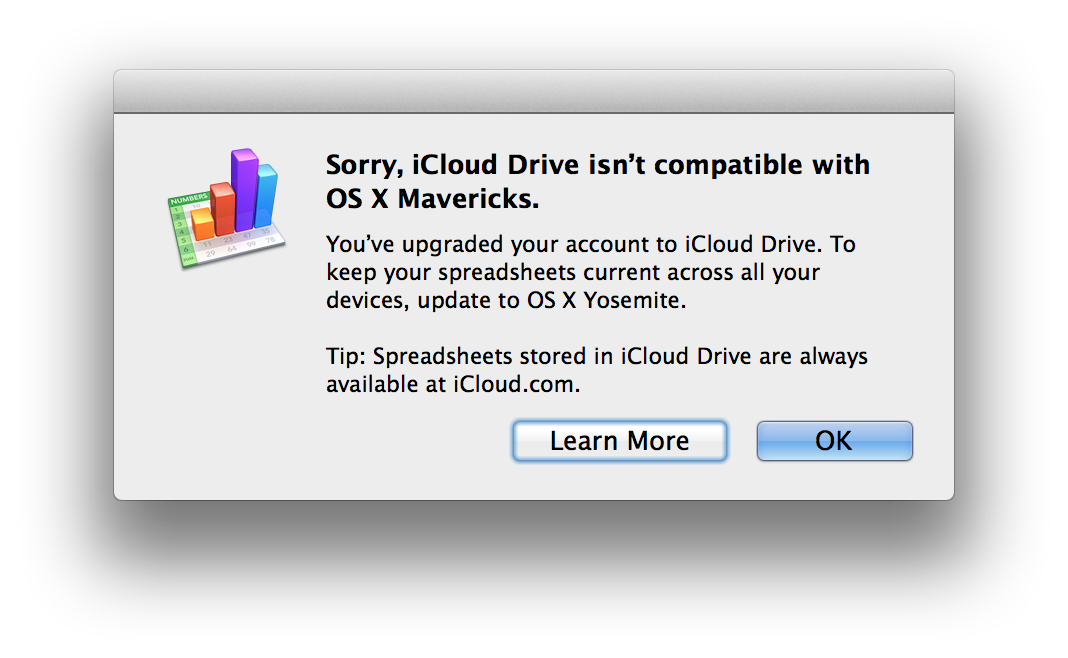 Sorry, iCloud Drive isn’t compatible with
OS X Mavericks.
You’ve upgraded your account to iCloud Drive. To
keep your spreadsheets current across all your
devices, update to OS X Yosemite.
Tip: Spreadsheets stored in iCloud Drive are always
available at iCloud.com.
NUMBERS
Learn More
OK